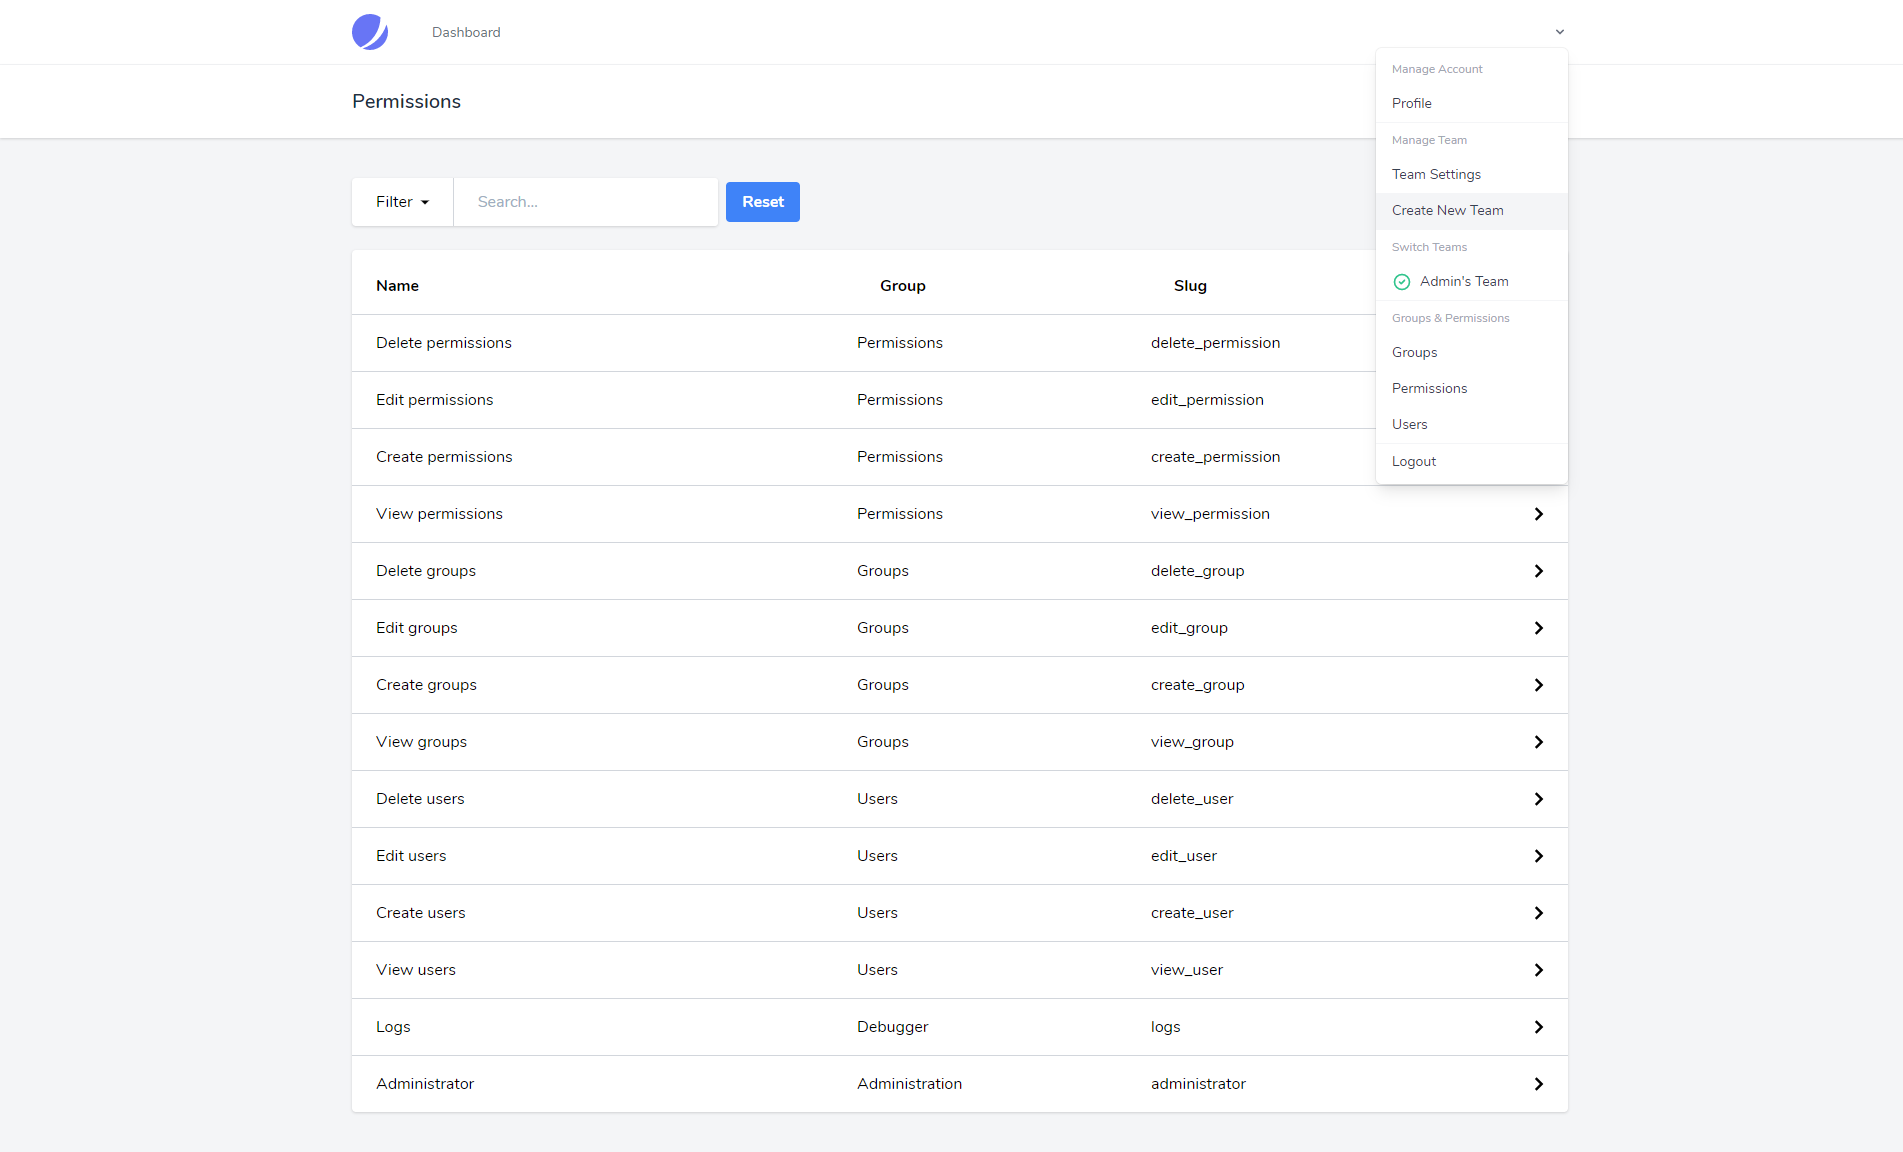 Dashboard
Permissions
Manage Account
Profile
Manage Team
Team Settings
Create New Team
Switch Teams
Admin's Team
Groups & Permissions
Groups
Permissions
Users
Logout
Filter Search... Reset
Name Group Slug
Delete permissions Permissions delete_permission
Edit permissions Permissions edit_permission
Create permissions Permissions create_permission
View permissions Permissions view_permission
Delete groups Groups delete_group
Edit groups Groups edit_group
Create groups Groups create_group
View groups Groups view_group
Delete users Users delete_user
Edit users Users edit_user
Create users Users create_user
View users Users view_user
Logs Debugger logs
Administrator Administration administrator